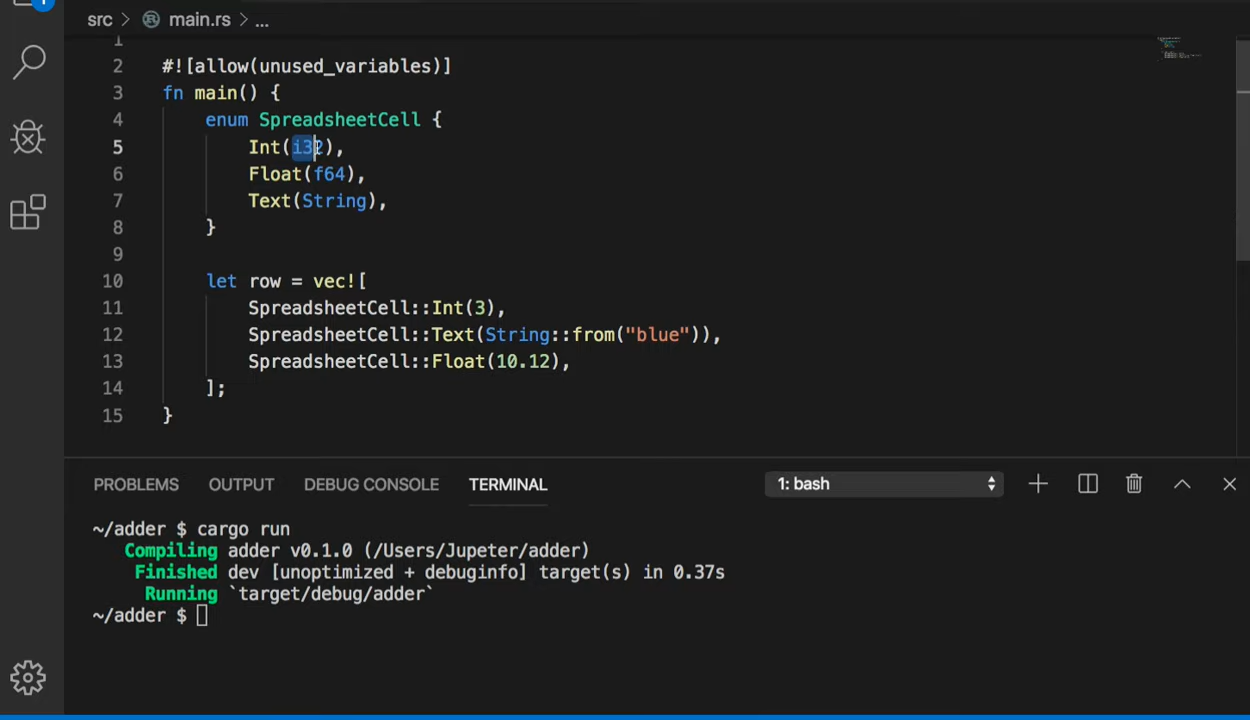 1
src > main.rs > ...
1
2 #![allow(unused_variables)]
3 fn main() {
4 enum SpreadsheetCell {
5 Int(i32),
6 Float(f64),
7 Text(String),
8 }
9
10 let row = vec![
11 SpreadsheetCell::Int(3),
12 SpreadsheetCell::Text(String::from("blue")),
13 SpreadsheetCell::Float(10.12),
14 ];
15 }
PROBLEMS OUTPUT DEBUG CONSOLE TERMINAL 1: bash
~/adder $ cargo run
Compiling adder v0.1.0 (/Users/Jupeter/adder)
Finished dev [unoptimized + debuginfo] target(s) in 0.37s
Running `target/debug/adder`
~/adder $